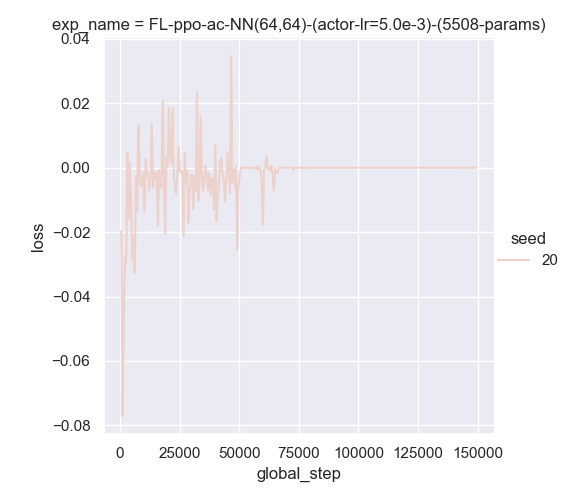 exp_name = FL-ppo-ac-NN(64,64)-(actor-lr=5.0e-3)-(5508-params)
0.04
0.02
0.00
−0.02
−0.04
−0.06
−0.08
loss
0 25000 50000 75000 100000 125000 150000
global_step
seed
20